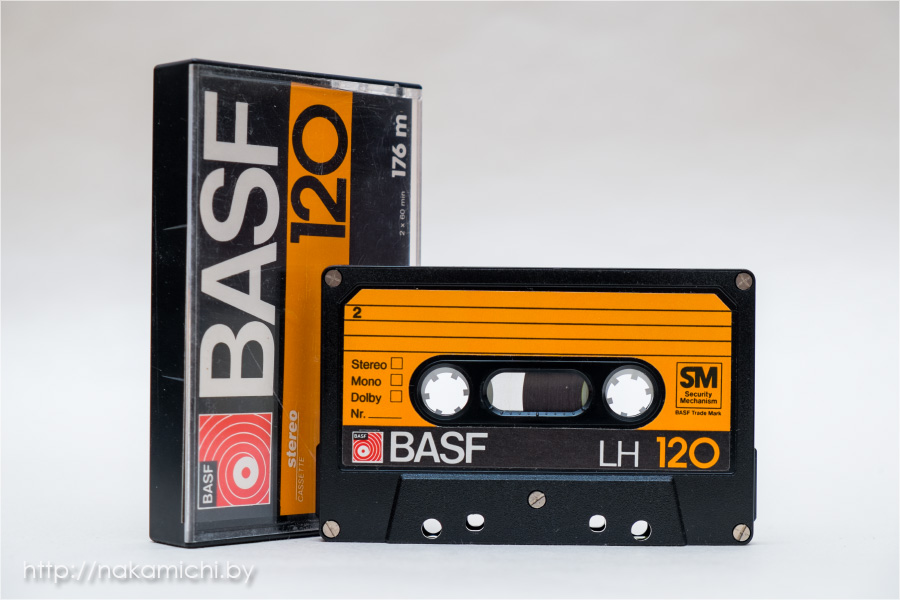 BASF
120
176 m
2 x 60 min
stereo
CASSETTE
BASF
2
Stereo
Mono
Dolby
Nr.
SM
Security
Mechanism
BASF Trade Mark
BASF
BASF
LH 120
http://nakamichi.by